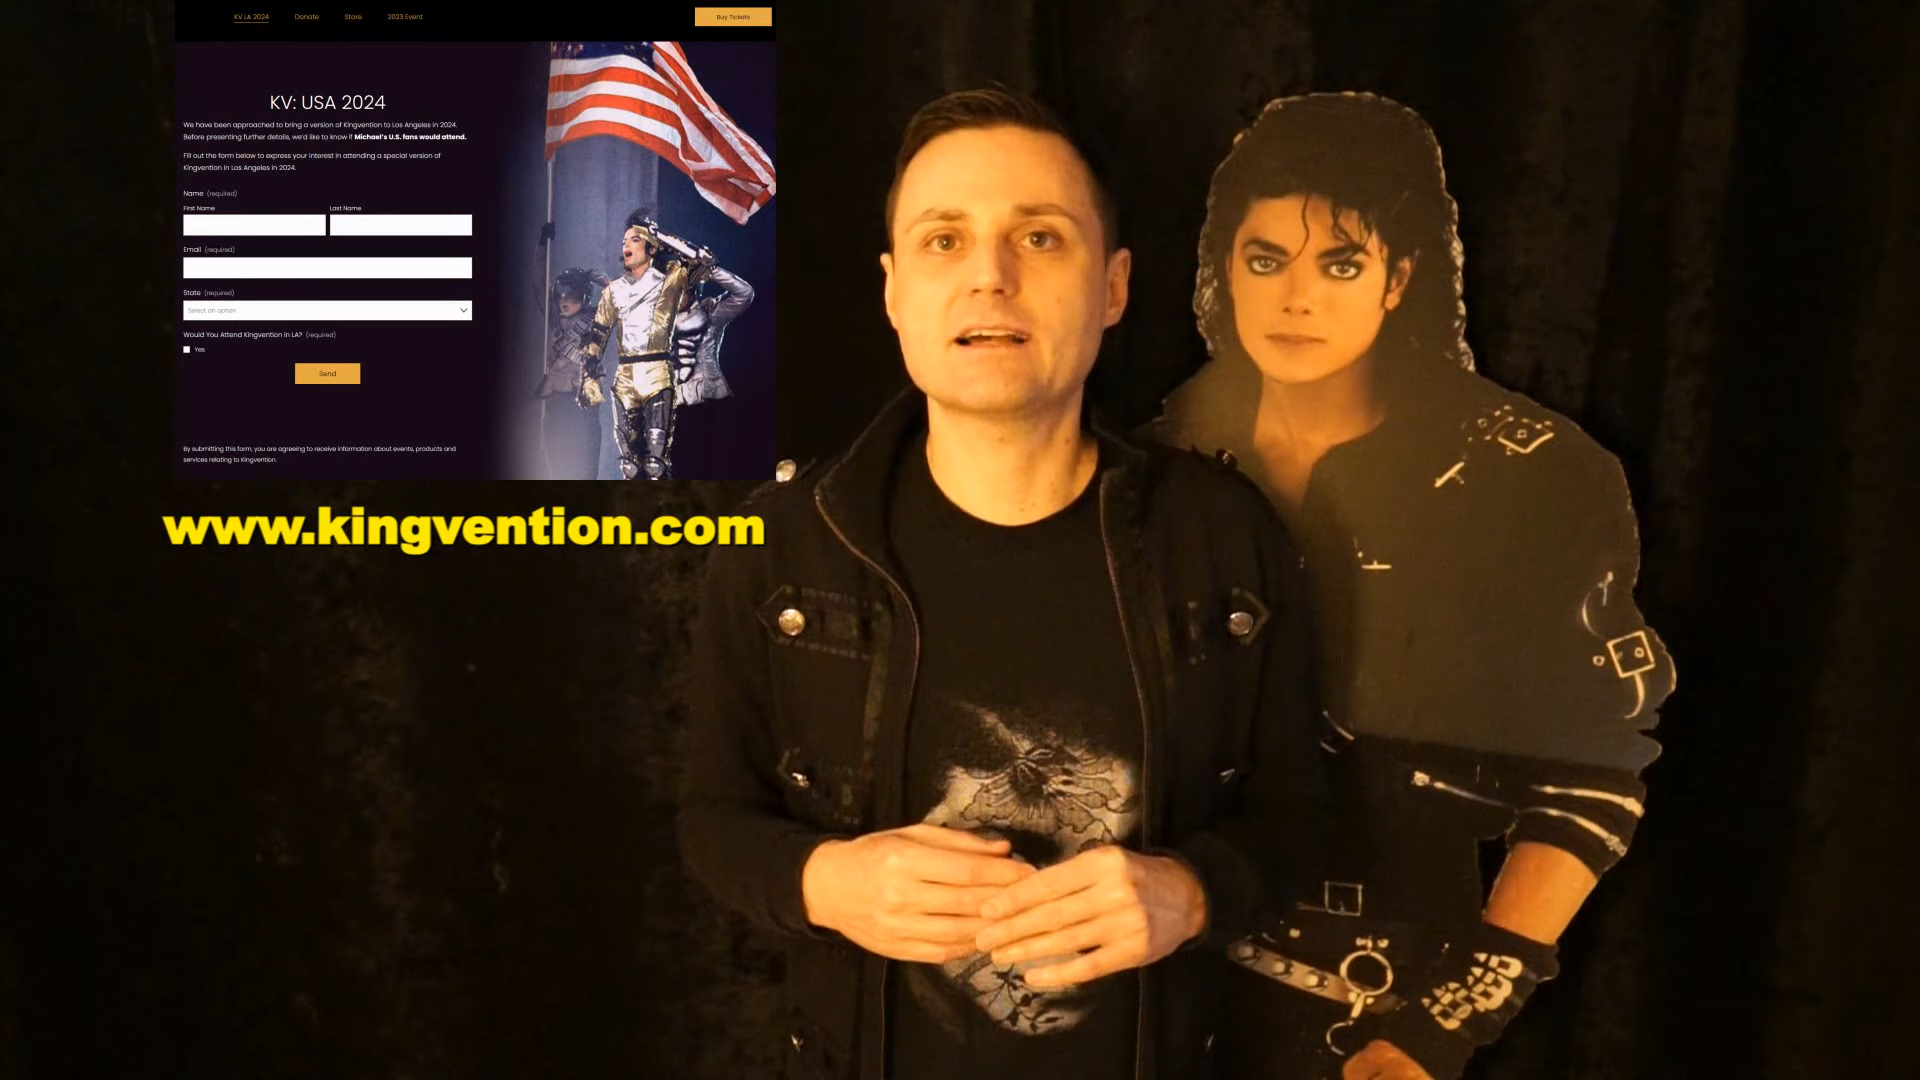 KV LA 2024 Donate Store 2023 Event Buy Tickets
KV: USA 2024
We have been approached to bring a version of Kingvention to Los Angeles in 2024.
Before presenting further details, we'd like to know if Michael's U.S. fans would attend.
Fill out the form below to express your interest in attending a special version of
Kingvention in Los Angeles in 2024.
Name (required)
First Name Last Name
Email (required)
State (required)
Select an option
Would You Attend Kingvention in LA? (required)
Yes
Send
By submitting this form, you are agreeing to receive information about events, products and
services relating to Kingvention.
www.kingvention.com